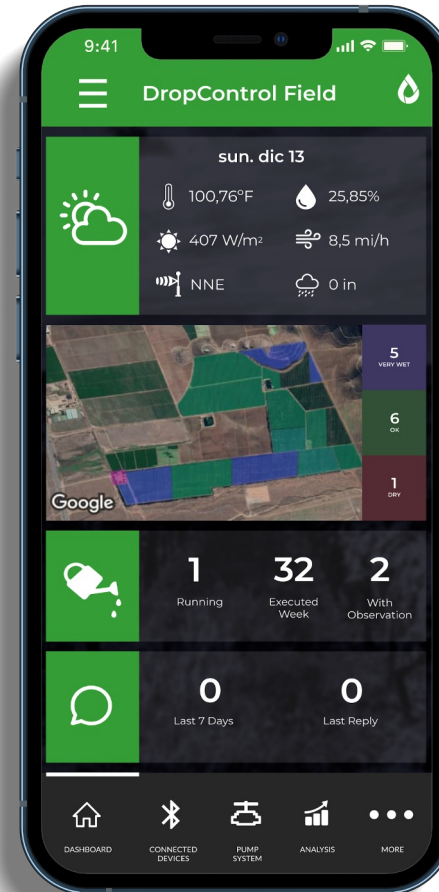 9:41
DropControl Field
sun. dic 13
100,76°F
25,85%
407 W/m²
8,5 mi/h
NNE
0 in
5
VERY WET
6
OK
1
DRY
Google
1
Running
32
Executed
Week
2
With
Observation
0
Last 7 Days
0
Last Reply
DASHBOARD
CONNECTED
DEVICES
PUMP
SYSTEM
ANALYSIS
MORE